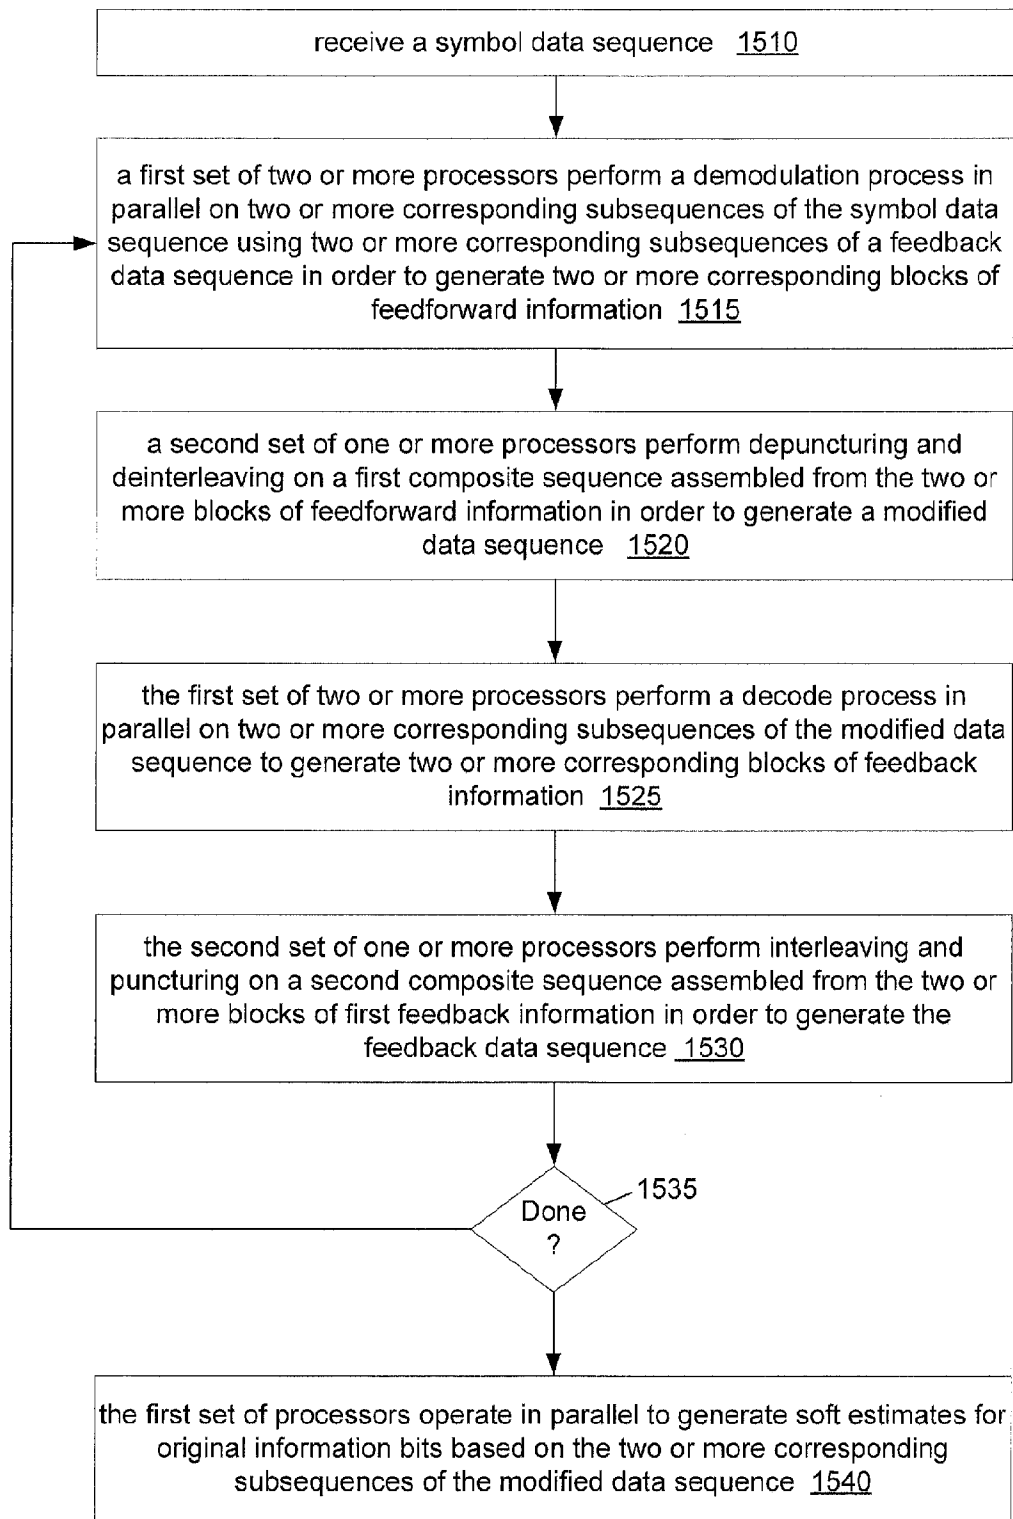 receive a symbol data sequence 1510
a first set of two or more processors perform a demodulation process in
parallel on two or more corresponding subsequences of the symbol data
sequence using two or more corresponding subsequences of a feedback
data sequence in order to generate two or more corresponding blocks of
feedforward information 1515
a second set of one or more processors perform depuncturing and
deinterleaving on a first composite sequence assembled from the two or
more blocks of feedforward information in order to generate a modified
data sequence 1520
the first set of two or more processors perform a decode process in
parallel on two or more corresponding subsequences of the modified data
sequence to generate two or more corresponding blocks of feedback
information 1525
the second set of one or more processors perform interleaving and
puncturing on a second composite sequence assembled from the two or
more blocks of first feedback information in order to generate the
feedback data sequence 1530
1535
Done
?
the first set of processors operate in parallel to generate soft estimates for
original information bits based on the two or more corresponding
subsequences of the modified data sequence 1540